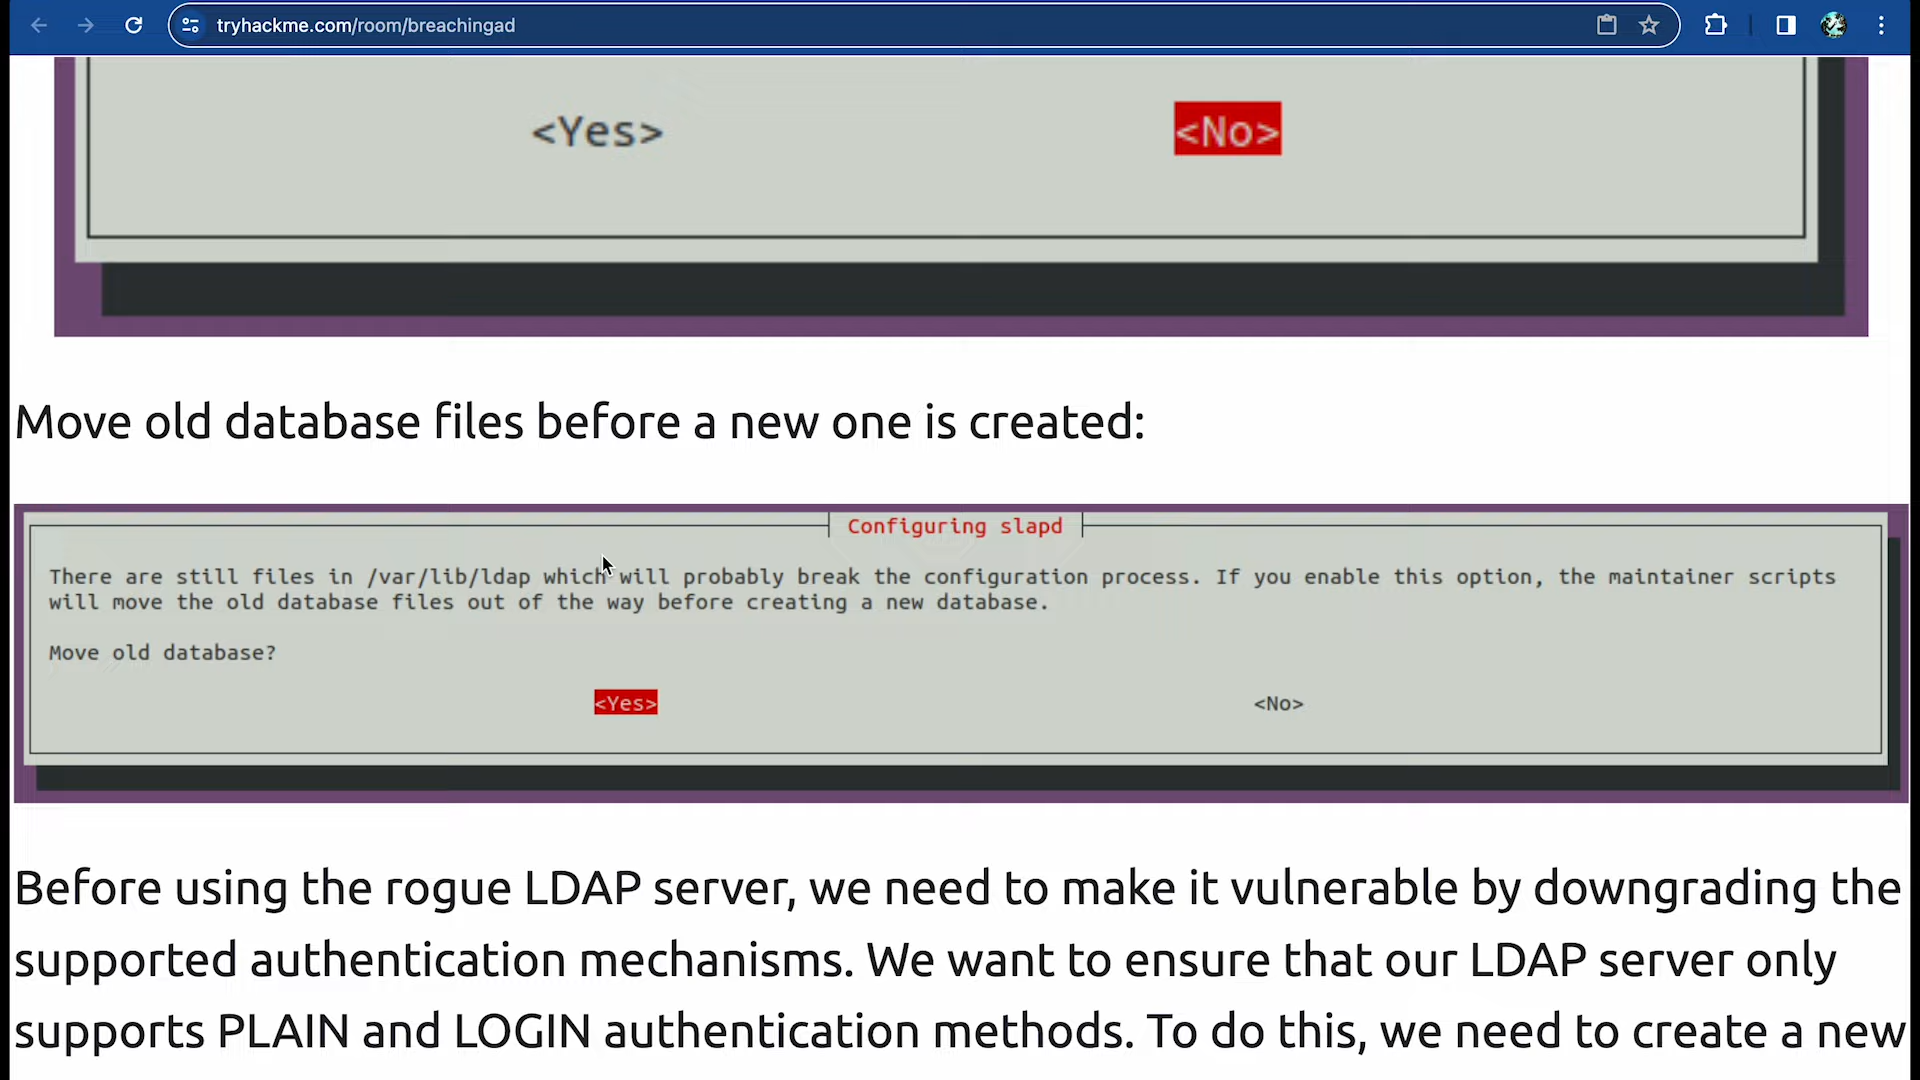 tryhackme.com/room/breachingad
<Yes> <No>
Move old database files before a new one is created:
Configuring slapd
There are still files in /var/lib/ldap which will probably break the configuration process. If you enable this option, the maintainer scripts
will move the old database files out of the way before creating a new database.
Move old database?
<Yes> <No>
Before using the rogue LDAP server, we need to make it vulnerable by downgrading the
supported authentication mechanisms. We want to ensure that our LDAP server only
supports PLAIN and LOGIN authentication methods. To do this, we need to create a new